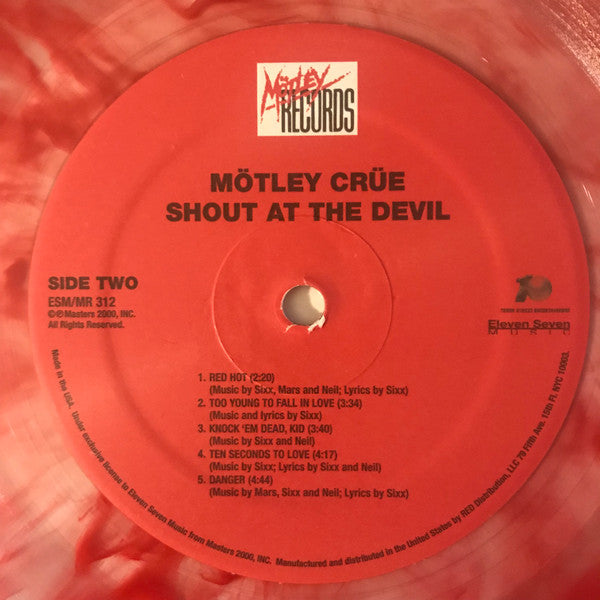 MÖTLEY
RECORDS
MÖTLEY CRÜE
SHOUT AT THE DEVIL
SIDE TWO
ESM/MR 312
©℗Masters 2000, INC.
All Rights Reserved.
Eleven Seven
MUSIC
1. RED HOT (2:20)
(Music by Sixx, Mars and Neil; Lyrics by Sixx)
2. TOO YOUNG TO FALL IN LOVE (3:34)
(Music and lyrics by Sixx)
3. KNOCK 'EM DEAD, KID (3:40)
(Music by Sixx and Neil)
4. TEN SECONDS TO LOVE (4:17)
(Music by Sixx; Lyrics by Sixx and Neil)
5. DANGER (4:44)
(Music by Mars, Sixx and Neil; Lyrics by Sixx)
Made in the USA. Under exclusive license to Eleven Seven Music from Masters 2000, INC. Manufactured and distributed in the United States by RED Distribution, LLC 79 Fifth Ave. 15th Fl. NYC 10003.